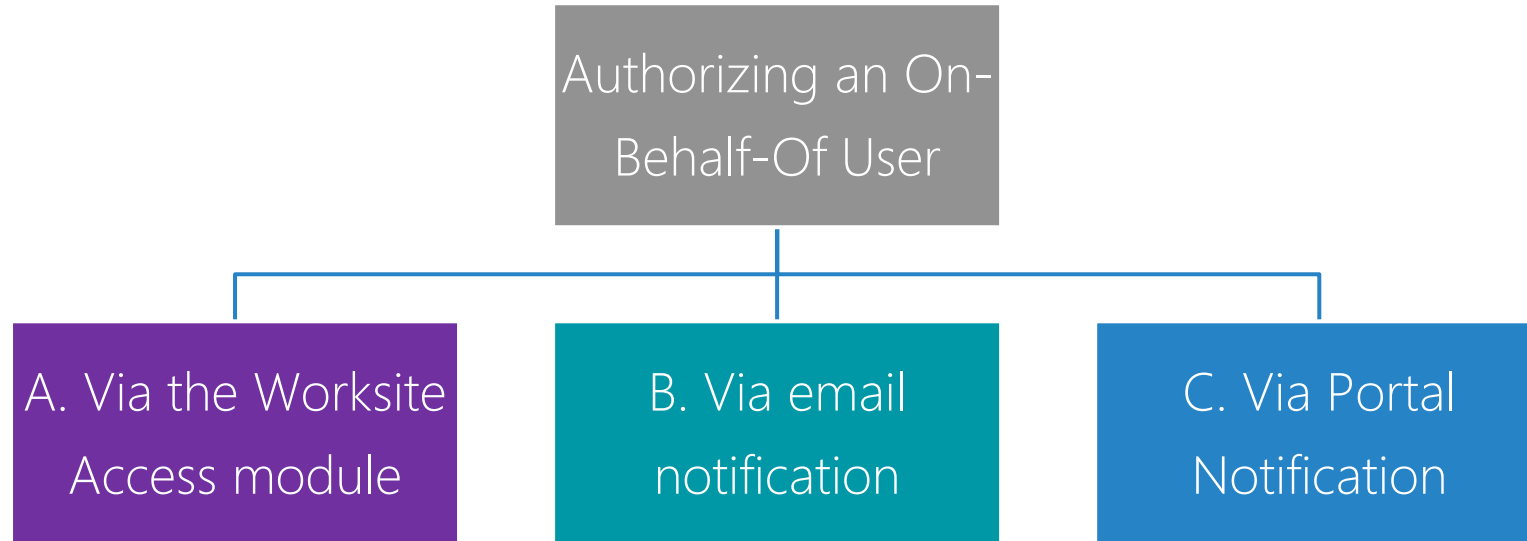 Authorizing an On-
Behalf-Of User
A. Via the Worksite
Access module
B. Via email
notification
C. Via Portal
Notification